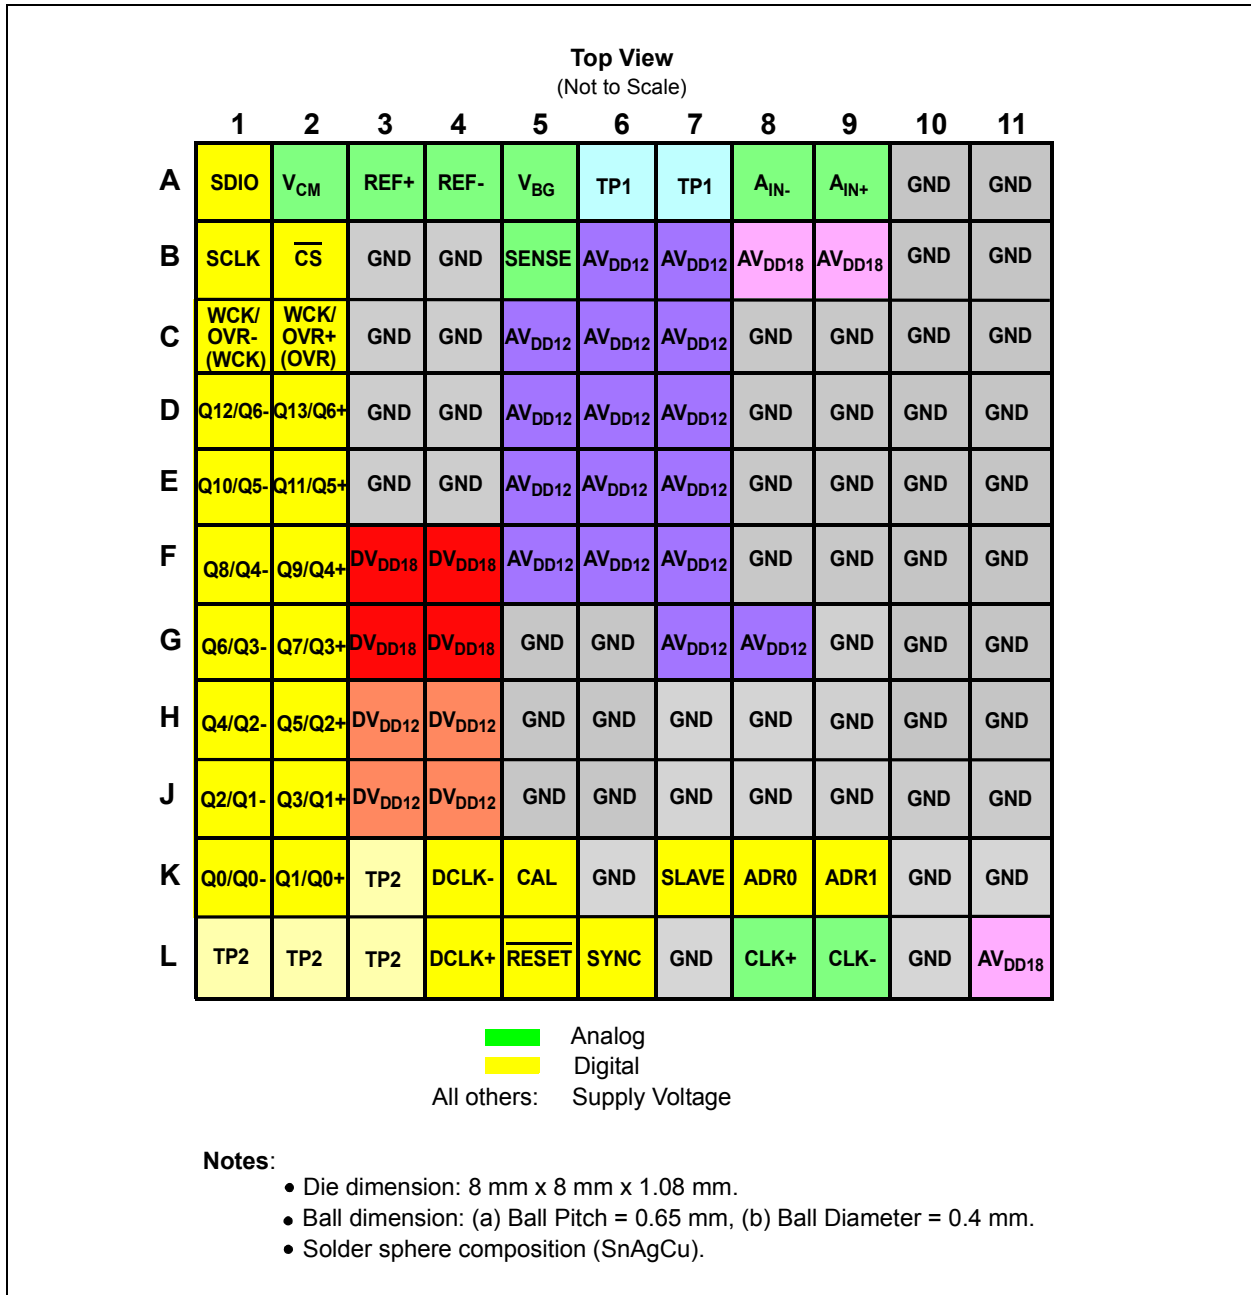 Top View
(Not to Scale)
1 2 3 4 5 6 7 8 9 10 11
A SDIO VCM REF+ REF- VBG TP1 TP1 AIN- AIN+ GND GND
B SCLK CS GND GND SENSE AVDD12 AVDD12 AVDD18 AVDD18 GND GND
C WCK/OVR-(WCK) WCK/OVR+(OVR) GND GND AVDD12 AVDD12 AVDD12 GND GND GND GND
D Q12/Q6- Q13/Q6+ GND GND AVDD12 AVDD12 AVDD12 GND GND GND GND
E Q10/Q5- Q11/Q5+ GND GND AVDD12 AVDD12 AVDD12 GND GND GND GND
F Q8/Q4- Q9/Q4+ DVDD18 DVDD18 AVDD12 AVDD12 AVDD12 GND GND GND GND
G Q6/Q3- Q7/Q3+ DVDD18 DVDD18 GND GND AVDD12 AVDD12 GND GND GND
H Q4/Q2- Q5/Q2+ DVDD12 DVDD12 GND GND GND GND GND GND GND
J Q2/Q1- Q3/Q1+ DVDD12 DVDD12 GND GND GND GND GND GND GND
K Q0/Q0- Q1/Q0+ TP2 DCLK- CAL GND SLAVE ADR0 ADR1 GND GND
L TP2 TP2 TP2 DCLK+ RESET SYNC GND CLK+ CLK- GND AVDD18
Analog
Digital
All others: Supply Voltage
Notes:
• Die dimension: 8 mm x 8 mm x 1.08 mm.
• Ball dimension: (a) Ball Pitch = 0.65 mm, (b) Ball Diameter = 0.4 mm.
• Solder sphere composition (SnAgCu).